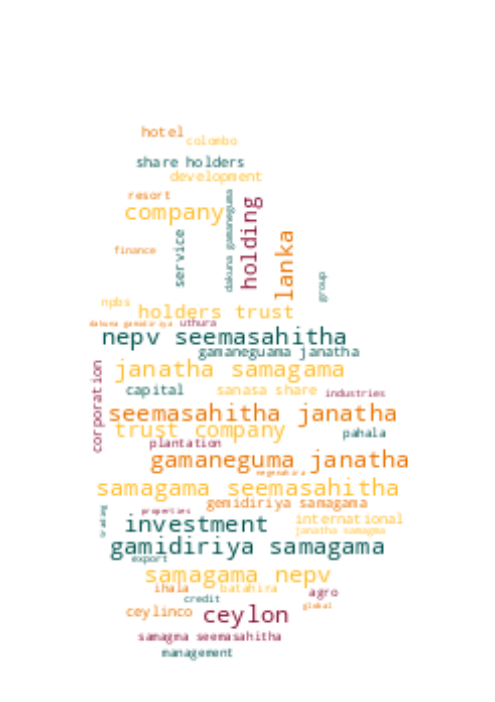 hotel
colombo
share holders
development
resort
company
service
dakuna gamaneguma
holding
lanka
finance
group
npbs
holders trust
dakuna gamidiriya
uthura
nepv seemasahitha
gamaneguama janatha
janatha samagama
corporation
capital
sanasa share
industries
seemasahitha janatha
trust company
pahala
plantation
gamaneguma janatha
samagama seemasahitha
gemidiriya samagama
trading
properties
investment
international
janatha samagma
gamidiriya samagama
export
samagama nepv
ihala
batahira
agro
credit
global
ceylinco
ceylon
samagma seemasahitha
management